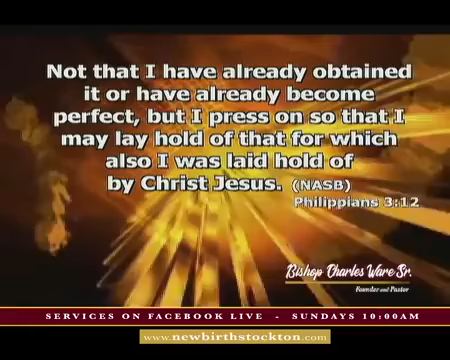 Not that I have already obtained
it or have already become
perfect, but I press on so that I
may lay hold of that for which
also I was laid hold of
by Christ Jesus. (NASB)
Philippians 3:12
Bishop Charles Ware Sr.
Founder and Pastor
SERVICES ON FACEBOOK LIVE - SUNDAYS 10:00AM
www.newbirthstockton.com